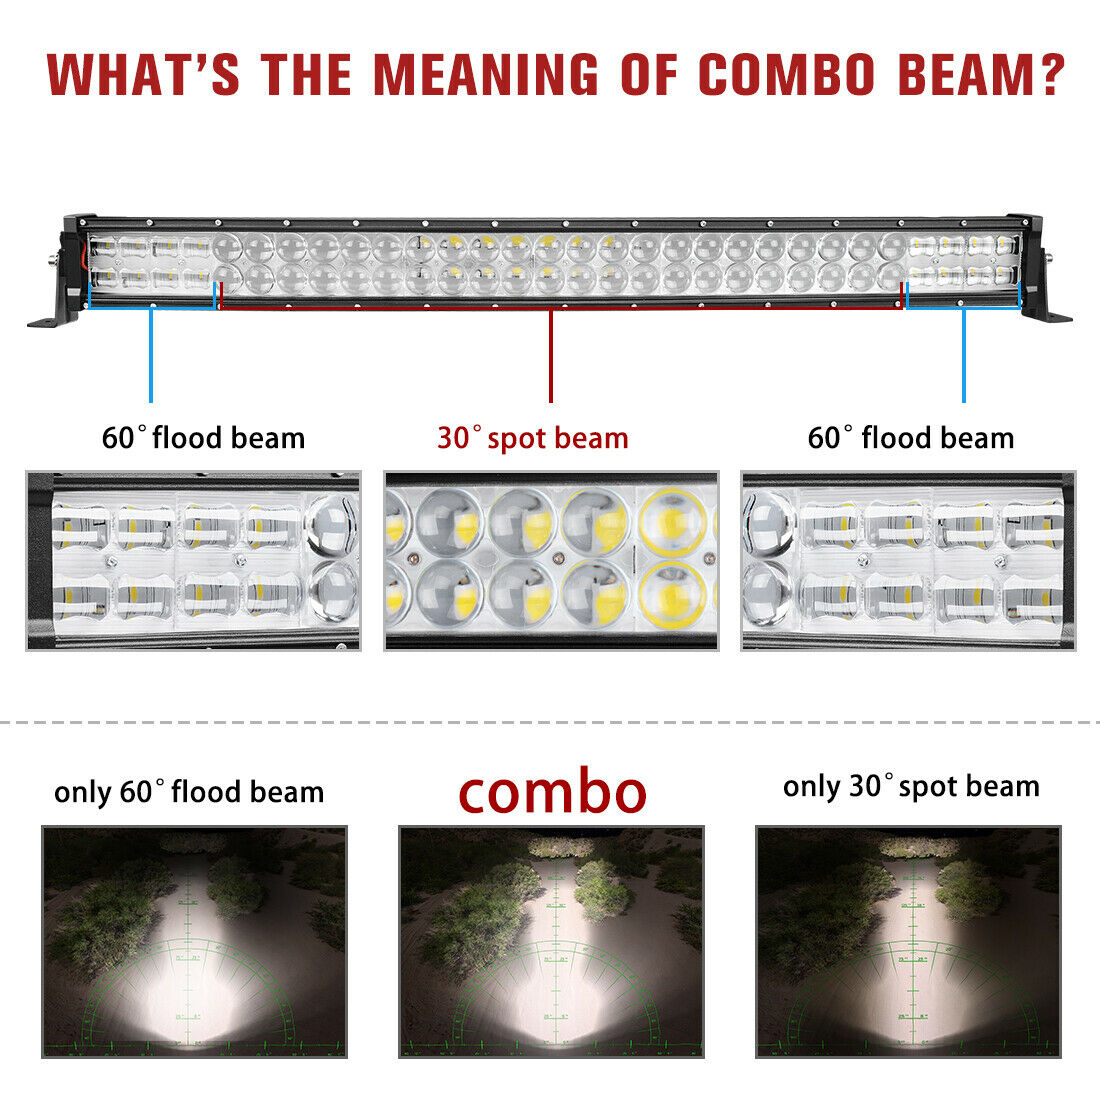 WHAT'S THE MEANING OF COMBO BEAM?
60° flood beam
30° spot beam
60° flood beam
only 60° flood beam
combo
only 30° spot beam